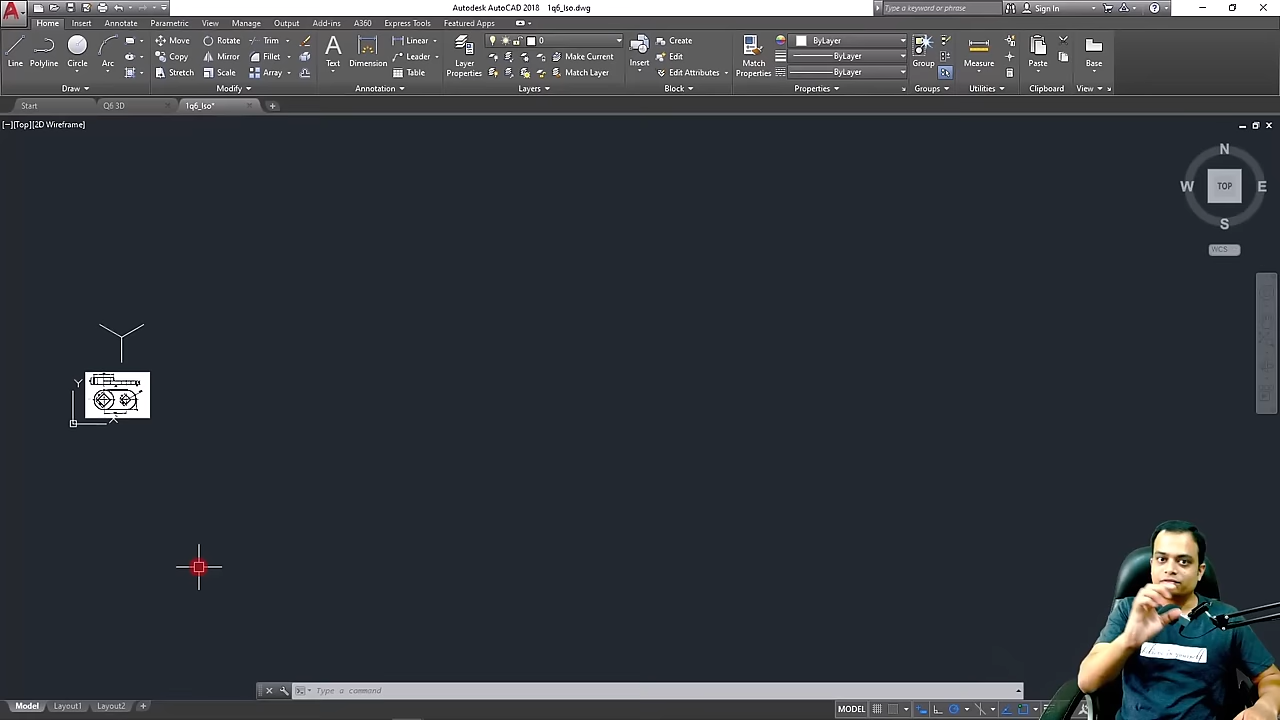 Autodesk AutoCAD 2018   1q6_Iso.dwg
Type a keyword or phrase
Sign In
Home Insert Annotate Parametric View Manage Output Add-ins A360 Express Tools Featured Apps
Line Polyline Circle Arc
Move Rotate Trim
Copy Mirror Fillet
Stretch Scale Array
Text Dimension
Linear
Leader
Table
Layer Properties
0
Make Current
Match Layer
Insert
Create
Edit
Edit Attributes
Match Properties
ByLayer
ByLayer
ByLayer
Group
Measure
Paste
Base
Draw Modify Annotation Layers Block Properties Groups Utilities Clipboard View
Start Q6 3D 1q6_Iso*
[−][Top][2D Wireframe]
N
W TOP E
S
WCS
Y
X
Type a command
Model Layout1 Layout2
MODEL